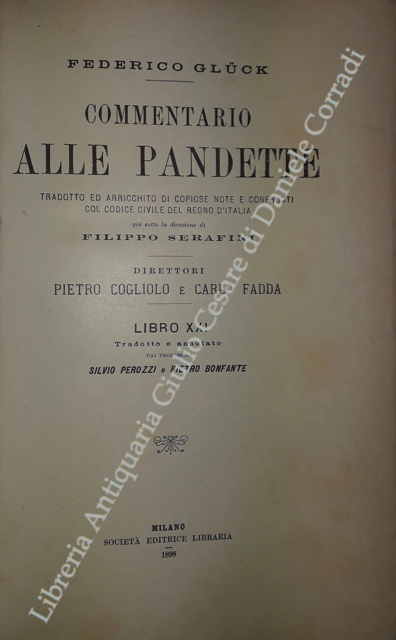 FEDERICO GLÜCK
COMMENTARIO
ALLE PANDETTE
TRADOTTO ED ARRICCHITO DI COPIOSE NOTE E CONFRONTI
COL CODICE CIVILE DEL REGNO D'ITALIA
già sotto la direzione di
FILIPPO SERAFINI
DIRETTORI
PIETRO COGLIOLO E CARLO FADDA
LIBRO XXI
Tradotto e annotato
DAI
SILVIO PEROZZI e PIETRO BONFANTE
MILANO
SOCIETÀ EDITRICE LIBRARIA
1898
Libreria Antiquaria Giulio Cesare di Daniele Corradi